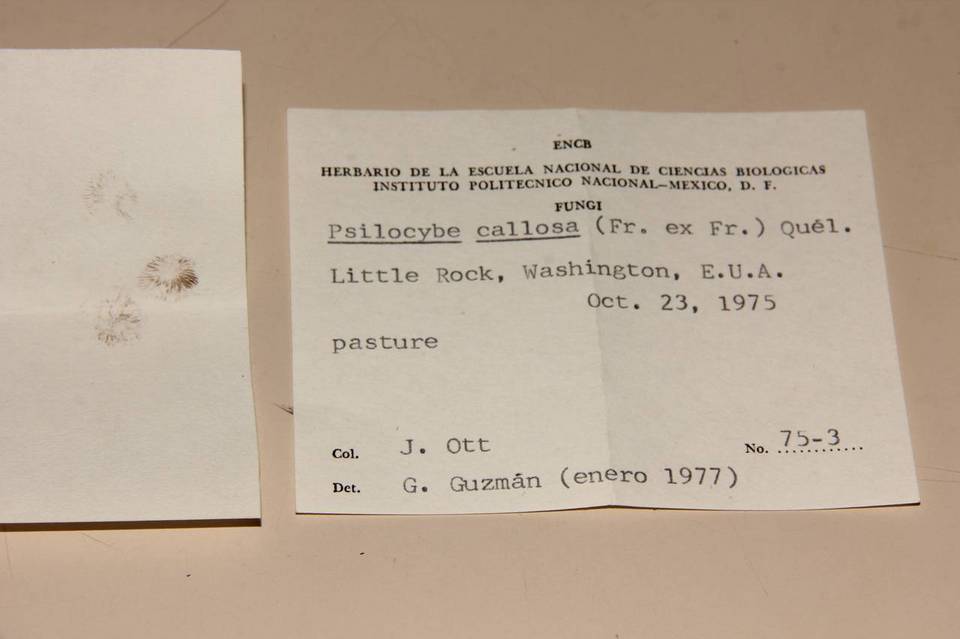 ENCB
HERBARIO DE LA ESCUELA NACIONAL DE CIENCIAS BIOLOGICAS
INSTITUTO POLITECNICO NACIONAL—MEXICO, D. F.
FUNGI
Psilocybe callosa (Fr. ex Fr.) Quél.
Little Rock, Washington, E.U.A.
Oct. 23, 1975
pasture
Col. J. Ott No. 75-3
Det. G. Guzmán (enero 1977)